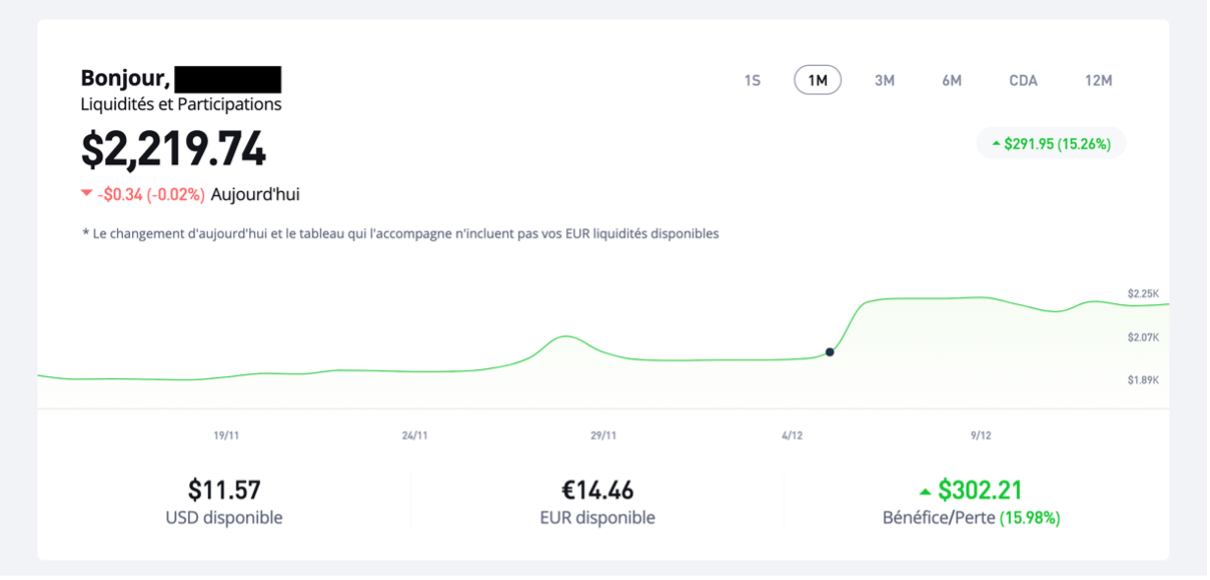 Bonjour,
1S 1M 3M 6M CDA 12M
Liquidités et Participations
$2,219.74
$291.95 (15.26%)
-$0.34 (-0.02%) Aujourd'hui
* Le changement d'aujourd'hui et le tableau qui l'accompagne n'incluent pas vos EUR liquidités disponibles
$2.25K
$2.07K
$1.89K
19/11 24/11 29/11 4/12 9/12
$11.57
USD disponible
€14.46
EUR disponible
$302.21
Bénéfice/Perte (15.98%)